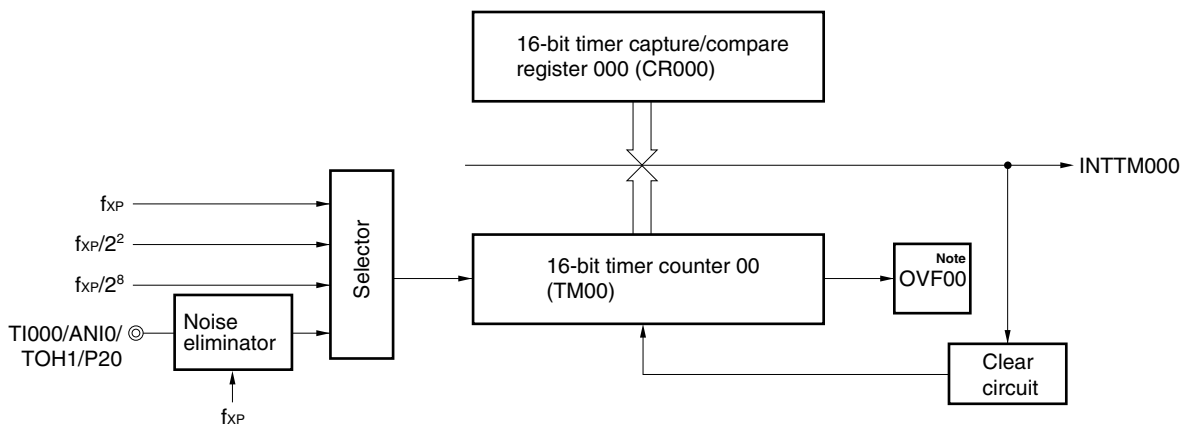 16-bit timer capture/compare
register 000 (CR000)
INTTM000
fXP
fXP/2²
fXP/2⁸
TI000/ANI0/
TOH1/P20
Noise
eliminator
fXP
Selector
16-bit timer counter 00
(TM00)
Note
OVF00
Clear
circuit